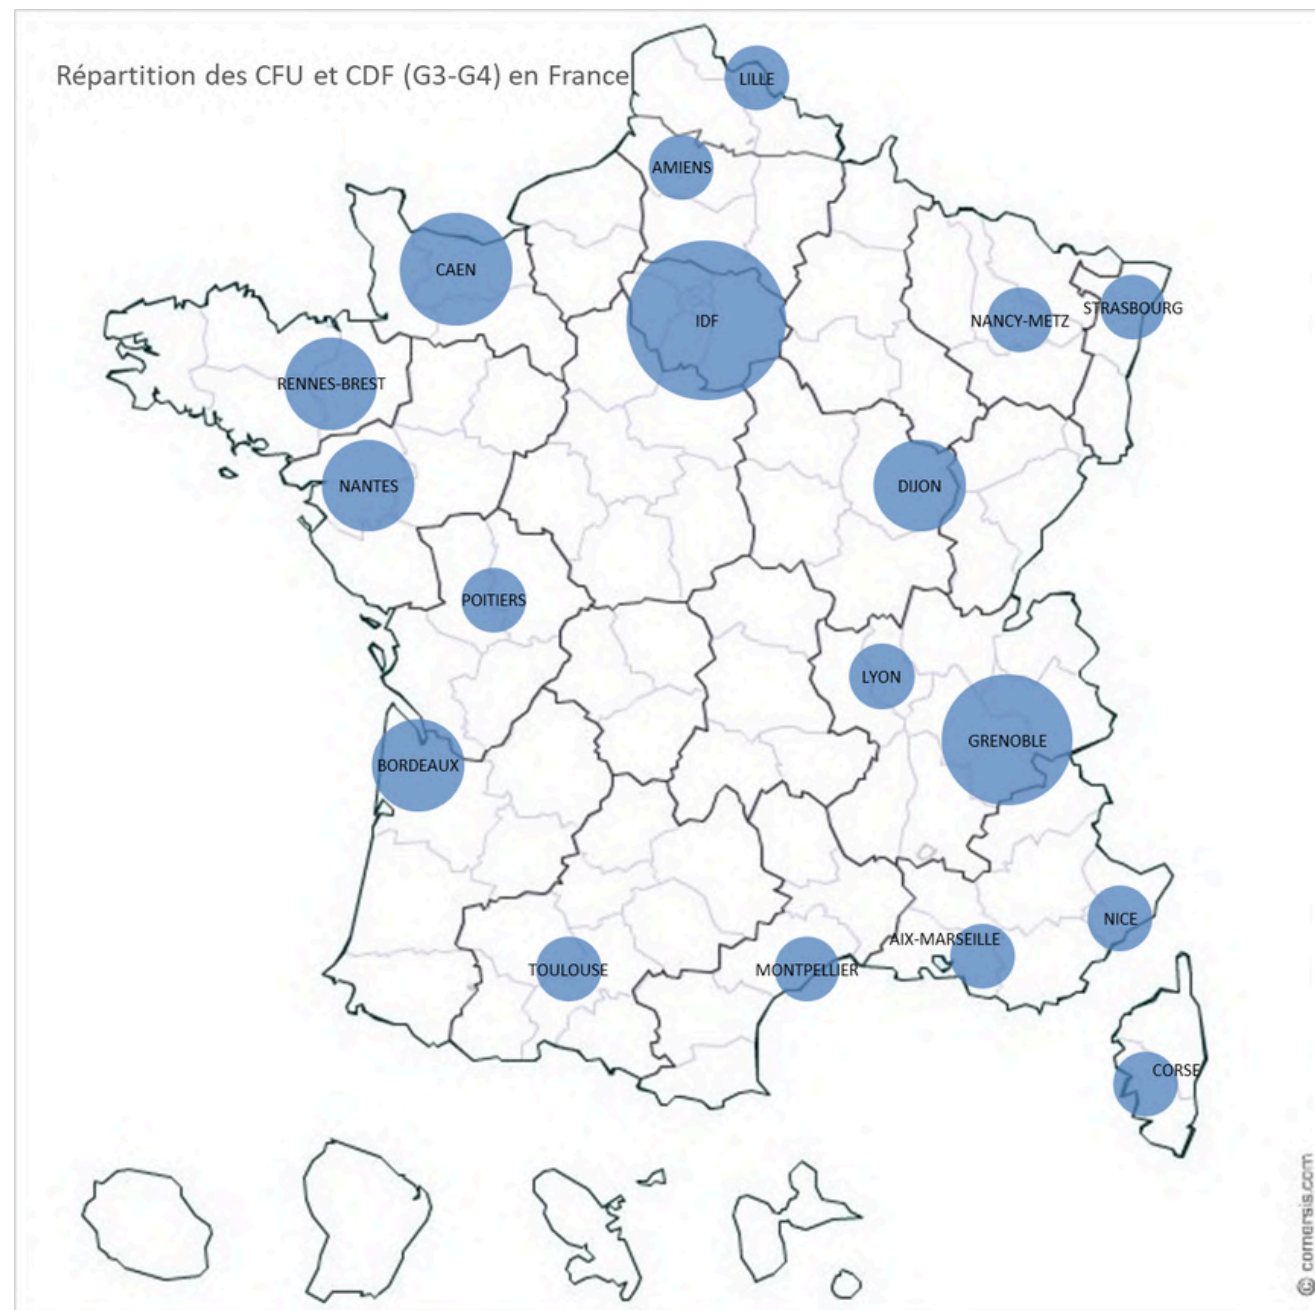 Répartition des CFU et CDF (G3-G4) en France
LILLE
AMIENS
CAEN
IDF
STRASBOURG
NANCY-METZ
RENNES-BREST
NANTES
DIJON
POITIERS
LYON
GRENOBLE
BORDEAUX
NICE
AIX-MARSEILLE
TOULOUSE
MONTPELLIER
CORSE
© comersis.com